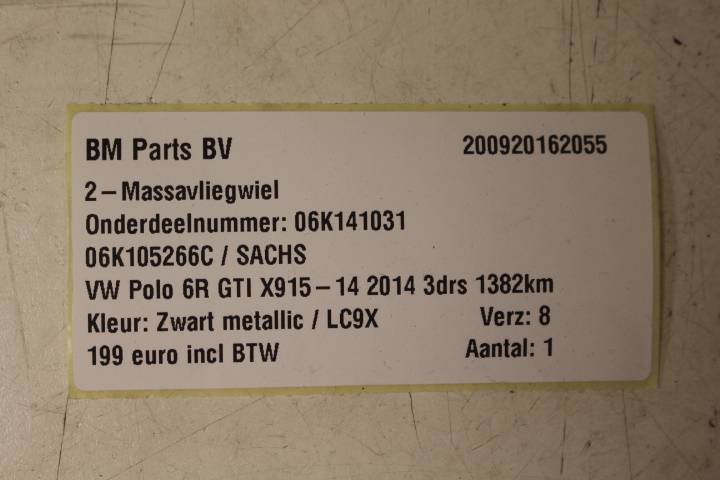 BM Parts BV 200920162055
2-Massavliegwiel
Onderdeelnummer: 06K141031
06K105266C / SACHS
VW Polo 6R GTI X915-14 2014 3drs 1382km
Kleur: Zwart metallic / LC9X Verz: 8
199 euro incl BTW Aantal: 1